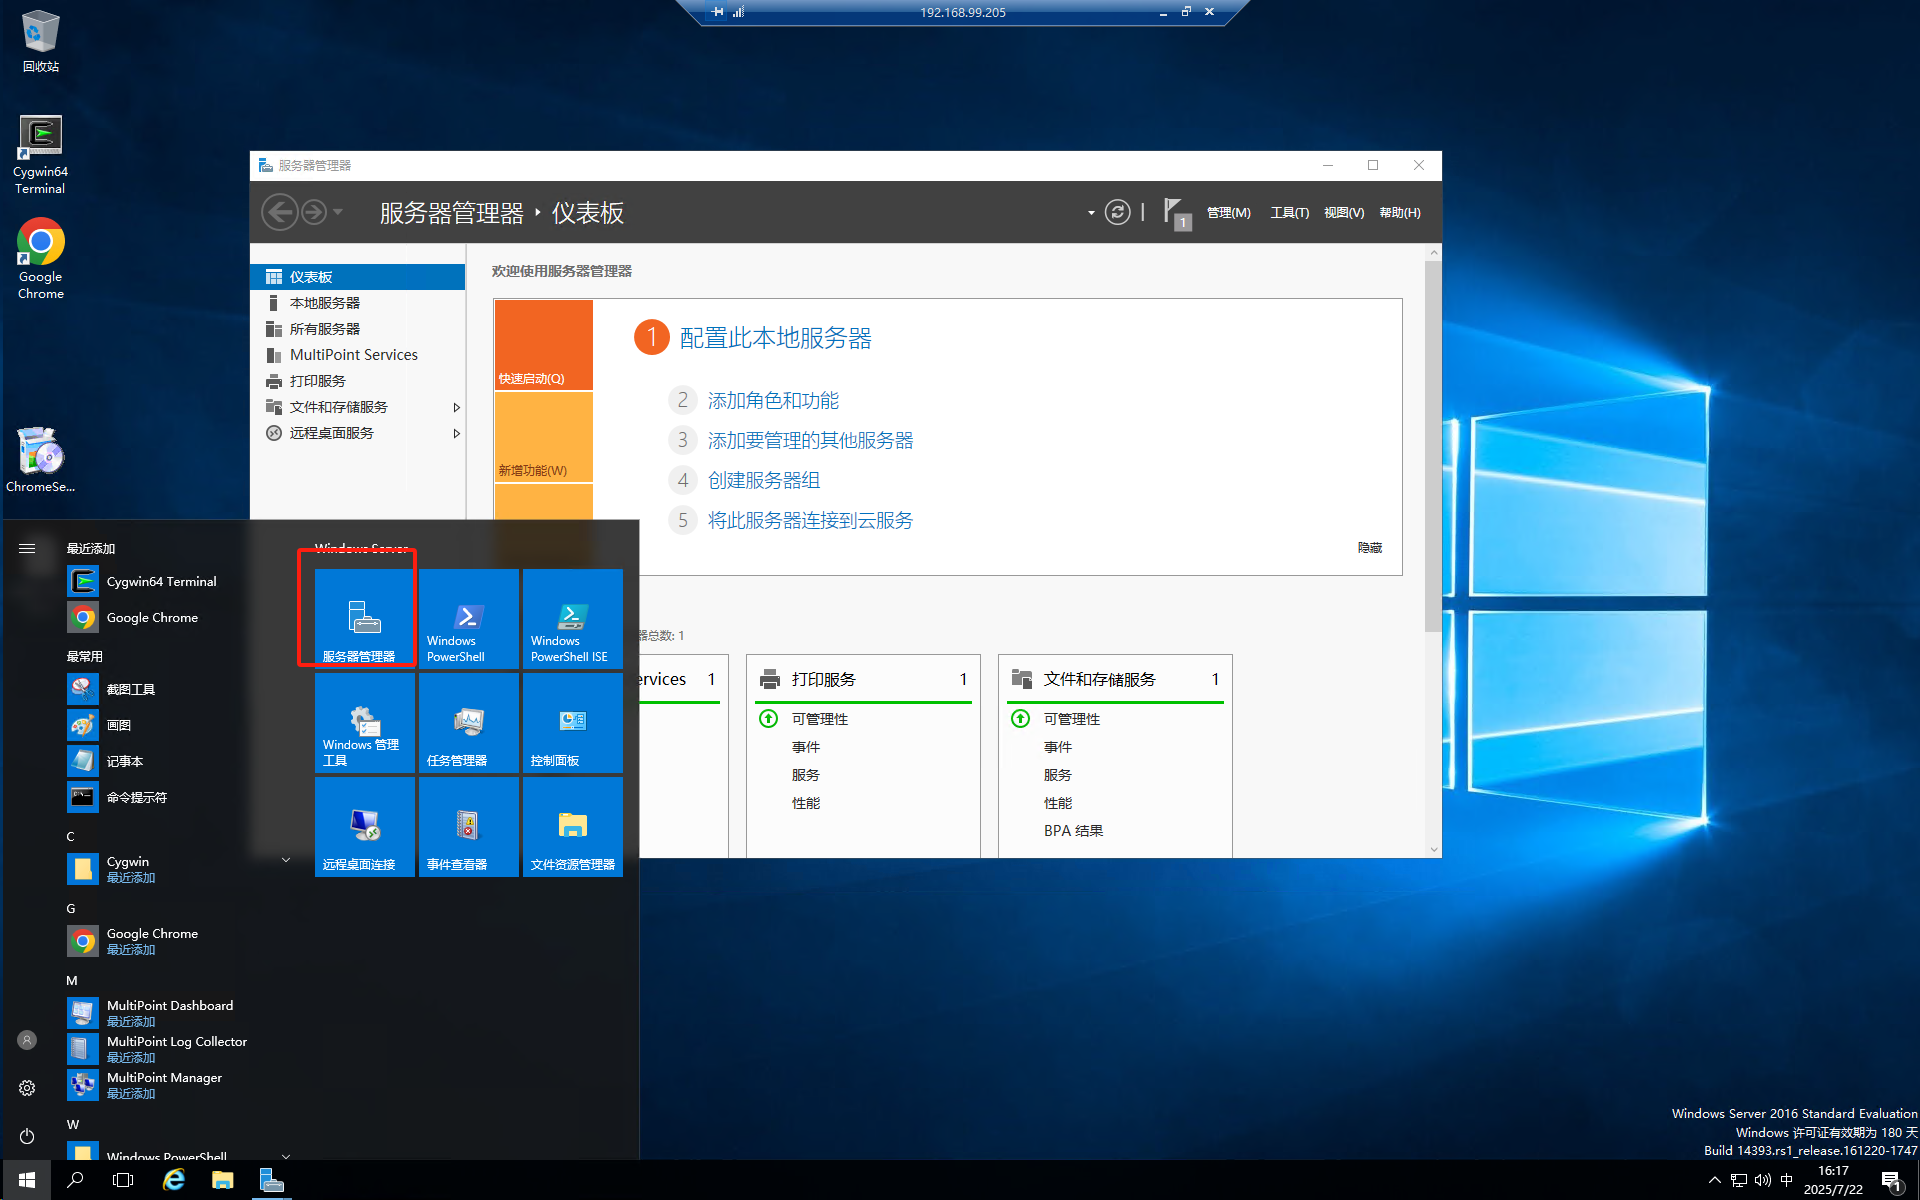 192.168.99.205
回收站
Cygwin64
Terminal
Google
Chrome
ChromeSe...
服务器管理器
服务器管理器 ‣ 仪表板
1
管理(M)
工具(T)
视图(V)
帮助(H)
仪表板
本地服务器
所有服务器
MultiPoint Services
打印服务
文件和存储服务
远程桌面服务
欢迎使用服务器管理器
快速启动(Q)
新增功能(W)
1 配置此本地服务器
2 添加角色和功能
3 添加要管理的其他服务器
4 创建服务器组
5 将此服务器连接到云服务
隐藏
器总数: 1
ervices 1
打印服务 1
可管理性
事件
服务
性能
文件和存储服务 1
可管理性
事件
服务
性能
BPA 结果
最近添加
Cygwin64 Terminal
Google Chrome
最常用
截图工具
画图
记事本
命令提示符
C
Cygwin
最近添加
G
Google Chrome
最近添加
M
MultiPoint Dashboard
最近添加
MultiPoint Log Collector
最近添加
MultiPoint Manager
最近添加
W
Windows PowerShell
Windows Server
服务器管理器
Windows
PowerShell
Windows
PowerShell ISE
Windows 管理
工具
任务管理器
控制面板
远程桌面连接
事件查看器
文件资源管理器
Windows Server 2016 Standard Evaluation
Windows 许可证有效期为 180 天
Build 14393.rs1_release.161220-1747
中
16:17
2025/7/22
1